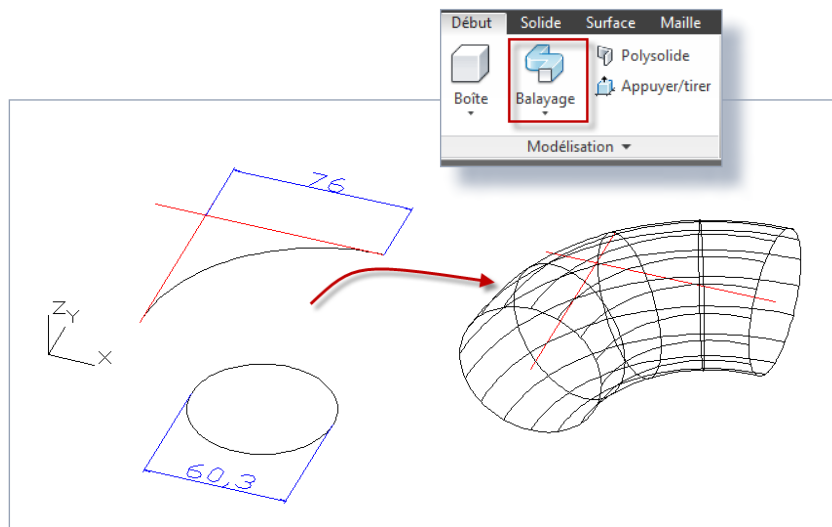 Début Solide Surface Maille
Polysolide
Appuyer/tirer
Boîte Balayage
Modélisation
76
Z
Y
X
60,3